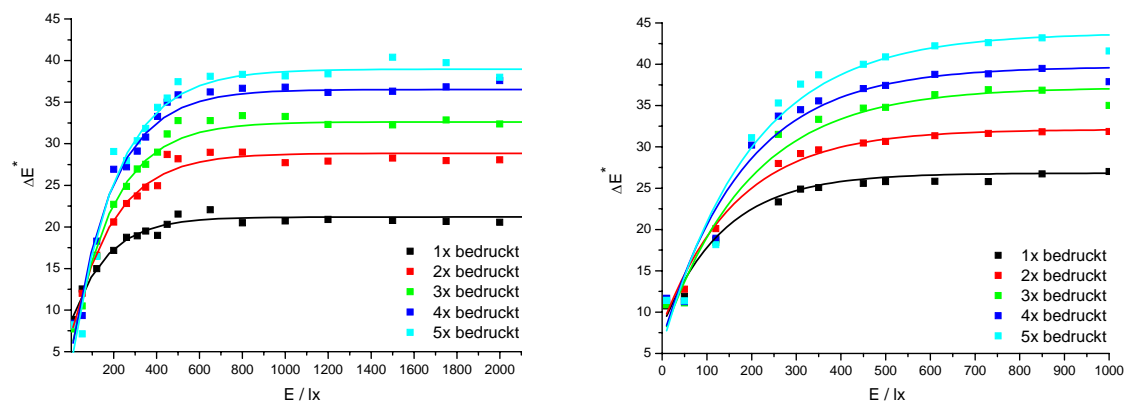 45
40
35
30
25
20
15
10
5
ΔE*
200 400 600 800 1000 1200 1400 1600 1800 2000
E / lx
1x bedruckt
2x bedruckt
3x bedruckt
4x bedruckt
5x bedruckt
45
40
35
30
25
20
15
10
5
ΔE*
0 100 200 300 400 500 600 700 800 900 1000
E / lx
1x bedruckt
2x bedruckt
3x bedruckt
4x bedruckt
5x bedruckt